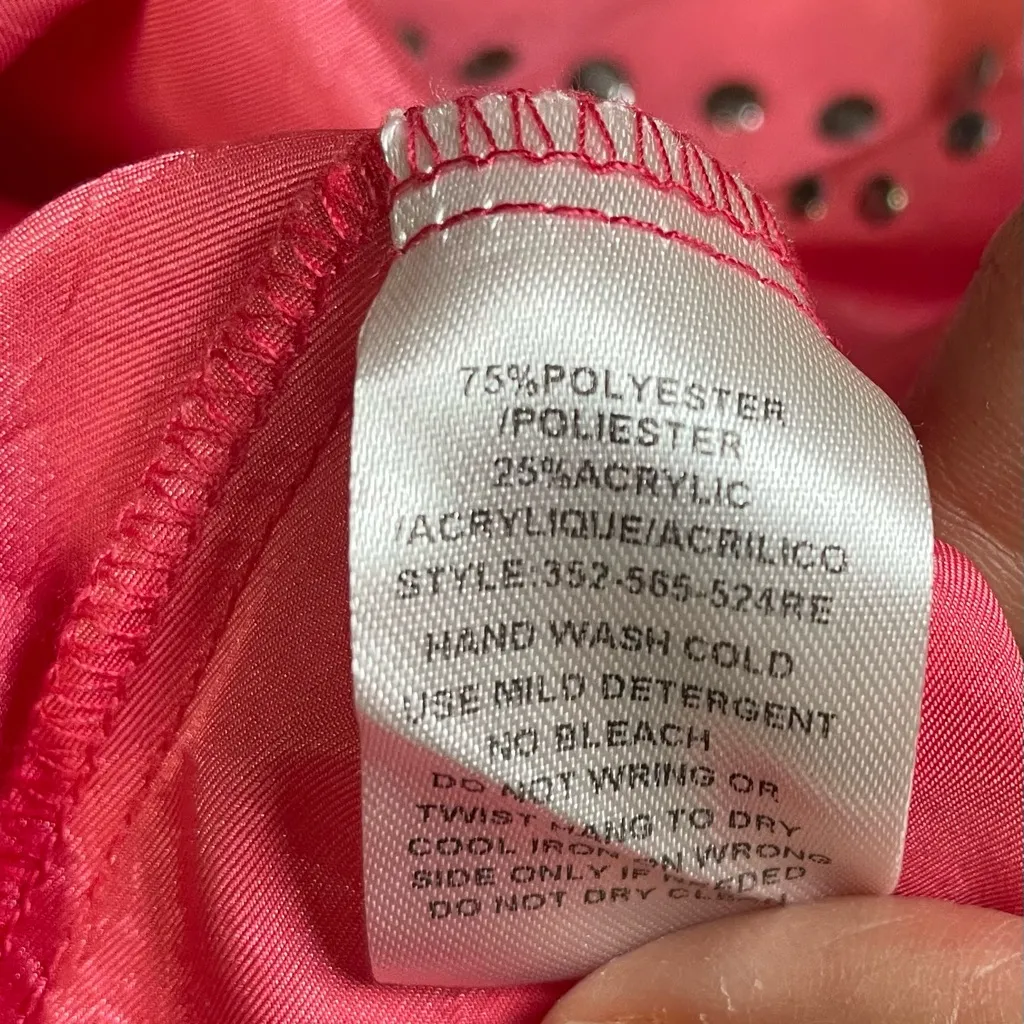 75%POLYESTER
/POLIESTER
25%ACRYLIC
/ACRYLIQUE/ACRILICO
STYLE:352-565-524RE
HAND WASH COLD
USE MILD DETERGENT
NO BLEACH
DO NOT WRING OR
TWIST HANG TO DRY
COOL IRON ON WRONG
SIDE ONLY IF NEEDED
DO NOT DRY CLEAN